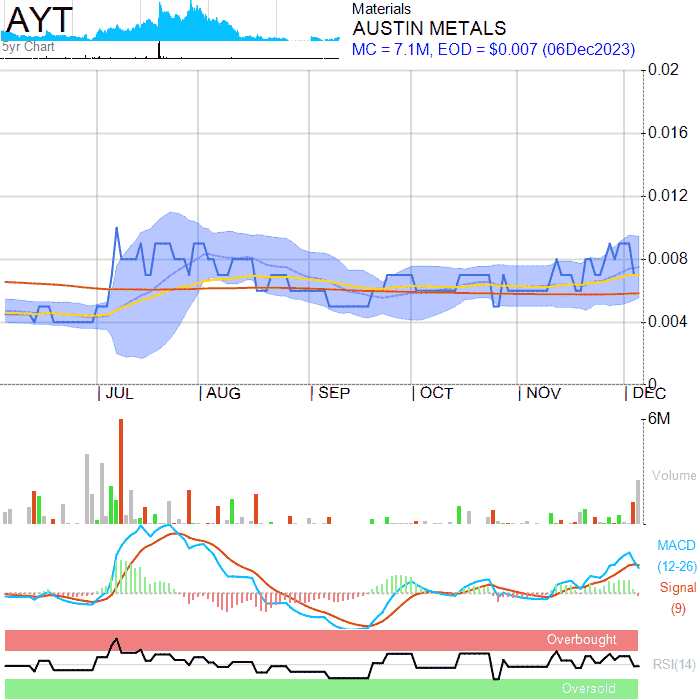 AYT
5yr Chart
Materials
AUSTIN METALS
MC = 7.1M, EOD = $0.007 (06Dec2023)
0.02
0.016
0.012
0.008
0.004
0
JUL AUG SEP OCT NOV DEC
6M
Volume
MACD
(12-26)
Signal
(9)
Overbought
RSI(14)
Oversold